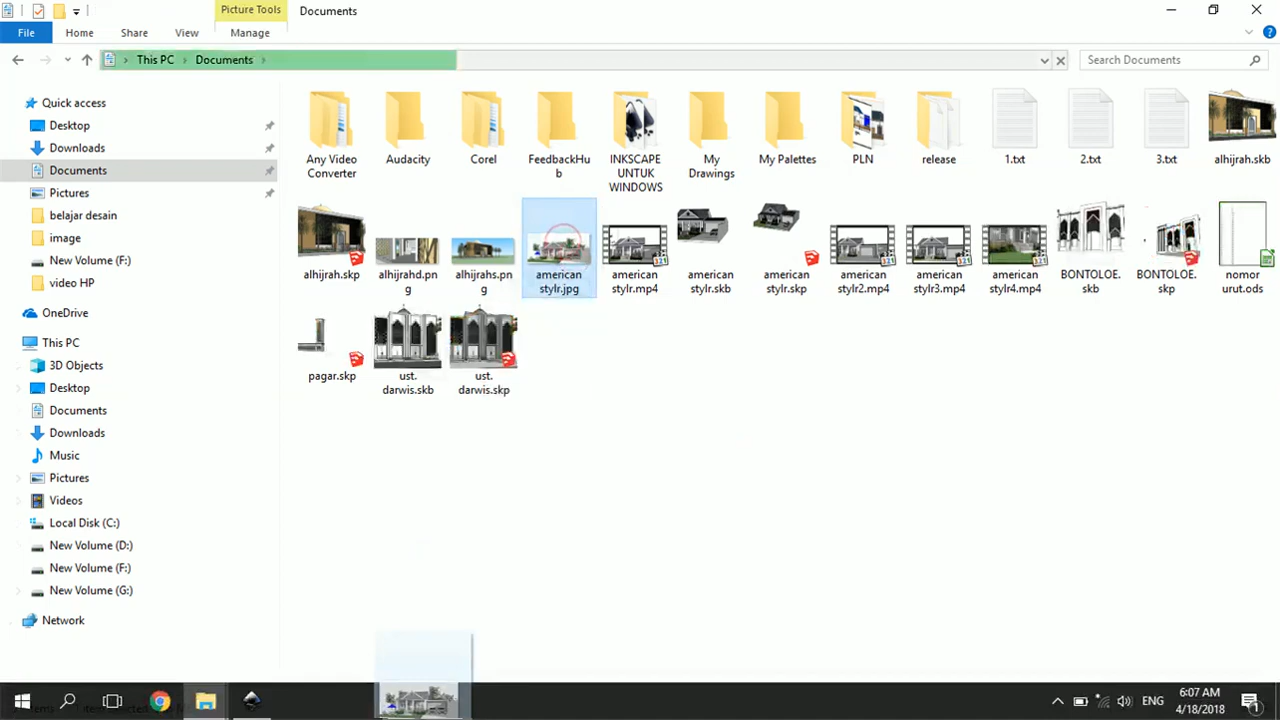 Picture Tools
Documents
File
Home
Share
View
Manage
This PC
Documents
Search Documents
Quick access
Desktop
Downloads
Documents
Pictures
belajar desain
image
New Volume (F:)
video HP
OneDrive
This PC
3D Objects
Desktop
Documents
Downloads
Music
Pictures
Videos
Local Disk (C:)
New Volume (D:)
New Volume (F:)
New Volume (G:)
Network
Any Video
Converter
Audacity
Corel
FeedbackHu
b
INKSCAPE
UNTUK
WINDOWS
My
Drawings
My Palettes
PLN
release
1.txt
2.txt
3.txt
alhijrah.skb
alhijrah.skp
alhijrahd.pn
g
alhijrahs.pn
g
american
stylr.jpg
american
stylr.mp4
american
stylr.skb
american
stylr.skp
american
stylr2.mp4
american
stylr3.mp4
american
stylr4.mp4
BONTOLOE.
skb
BONTOLOE.
skp
nomor
urut.ods
pagar.skp
ust.
darwis.skb
ust.
darwis.skp
ENG
6:07 AM
4/18/2018